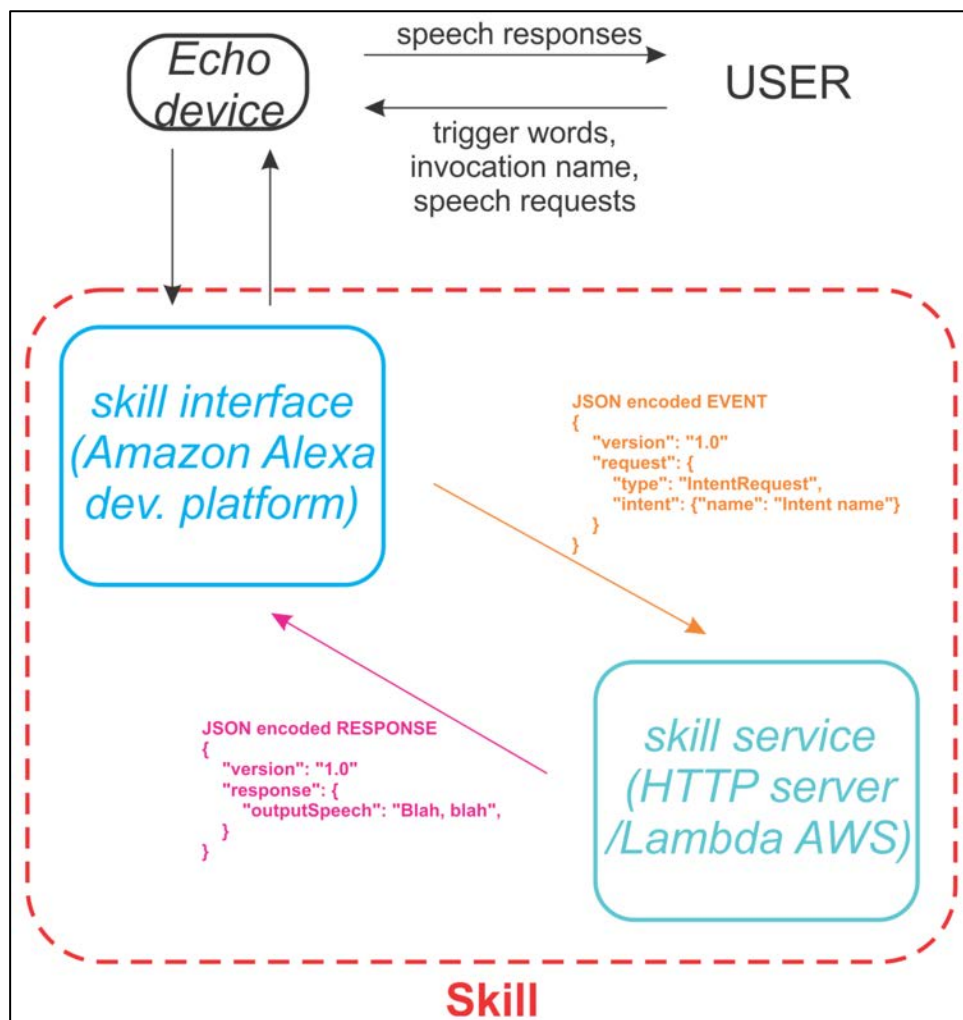 Echo
device
speech responses
USER
trigger words,
invocation name,
speech requests
skill interface
(Amazon Alexa
dev. platform)
JSON encoded EVENT
{
"version": "1.0"
"request": {
"type": "IntentRequest",
"intent": {"name": "Intent name"}
}
}
JSON encoded RESPONSE
{
"version": "1.0"
"response": {
"outputSpeech": "Blah, blah",
}
}
skill service
(HTTP server
/Lambda AWS)
Skill